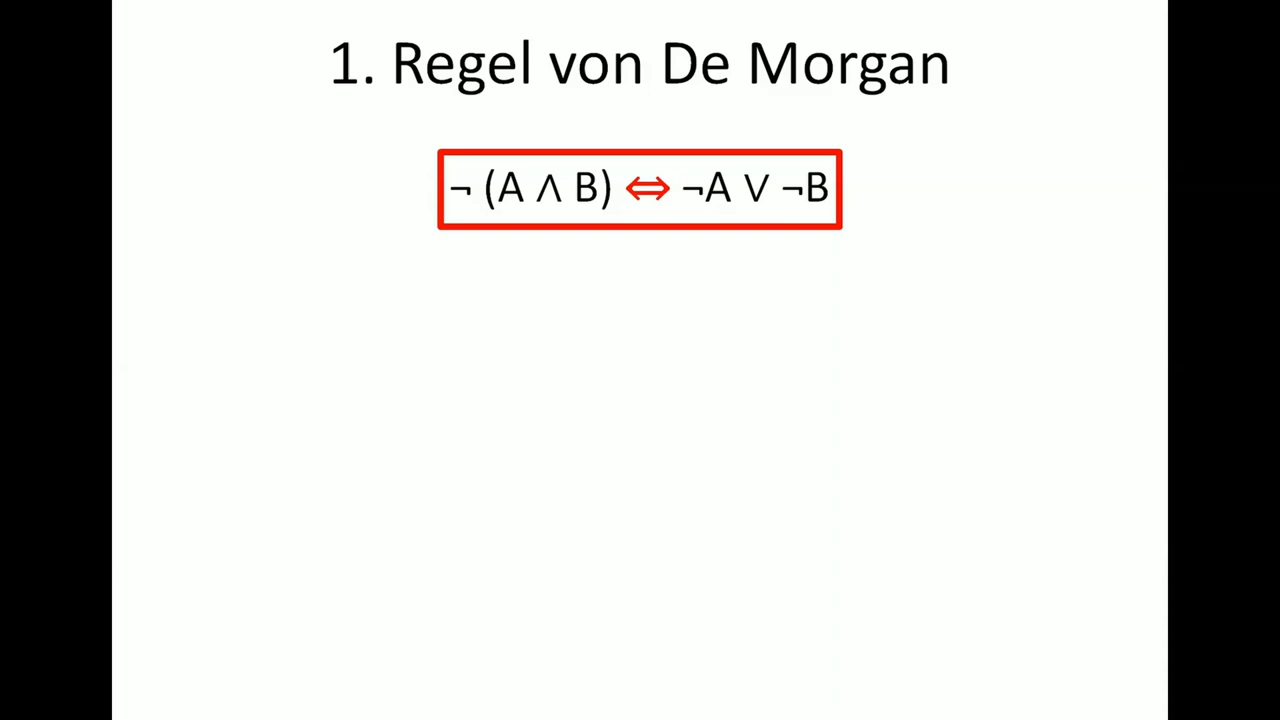 1. Regel von De Morgan
¬ (A ∧ B) ⇔ ¬A ∨ ¬B